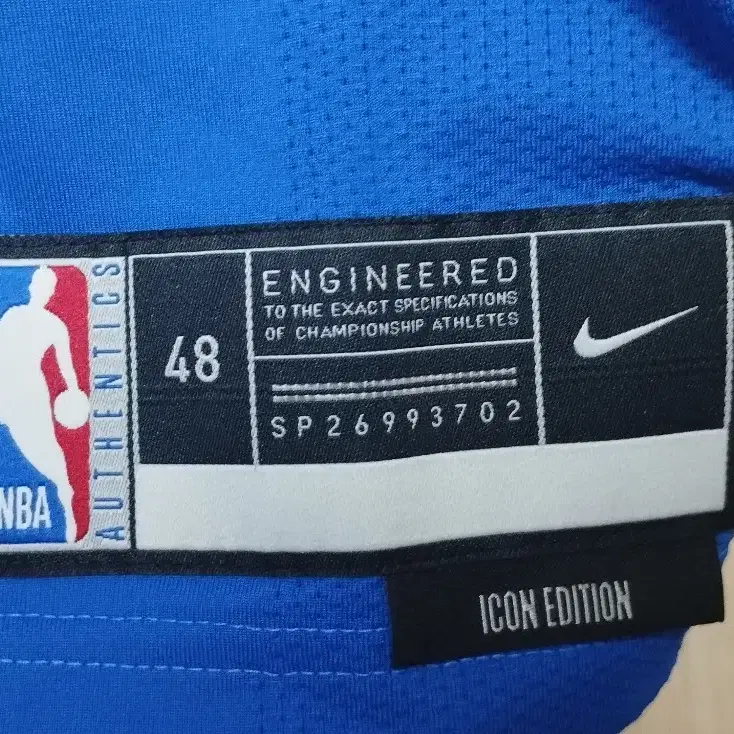 NBA
AUTHENTICS
48
ENGINEERED
TO THE EXACT SPECIFICATIONS
OF CHAMPIONSHIP ATHLETES
SP26993702
ICON EDITION